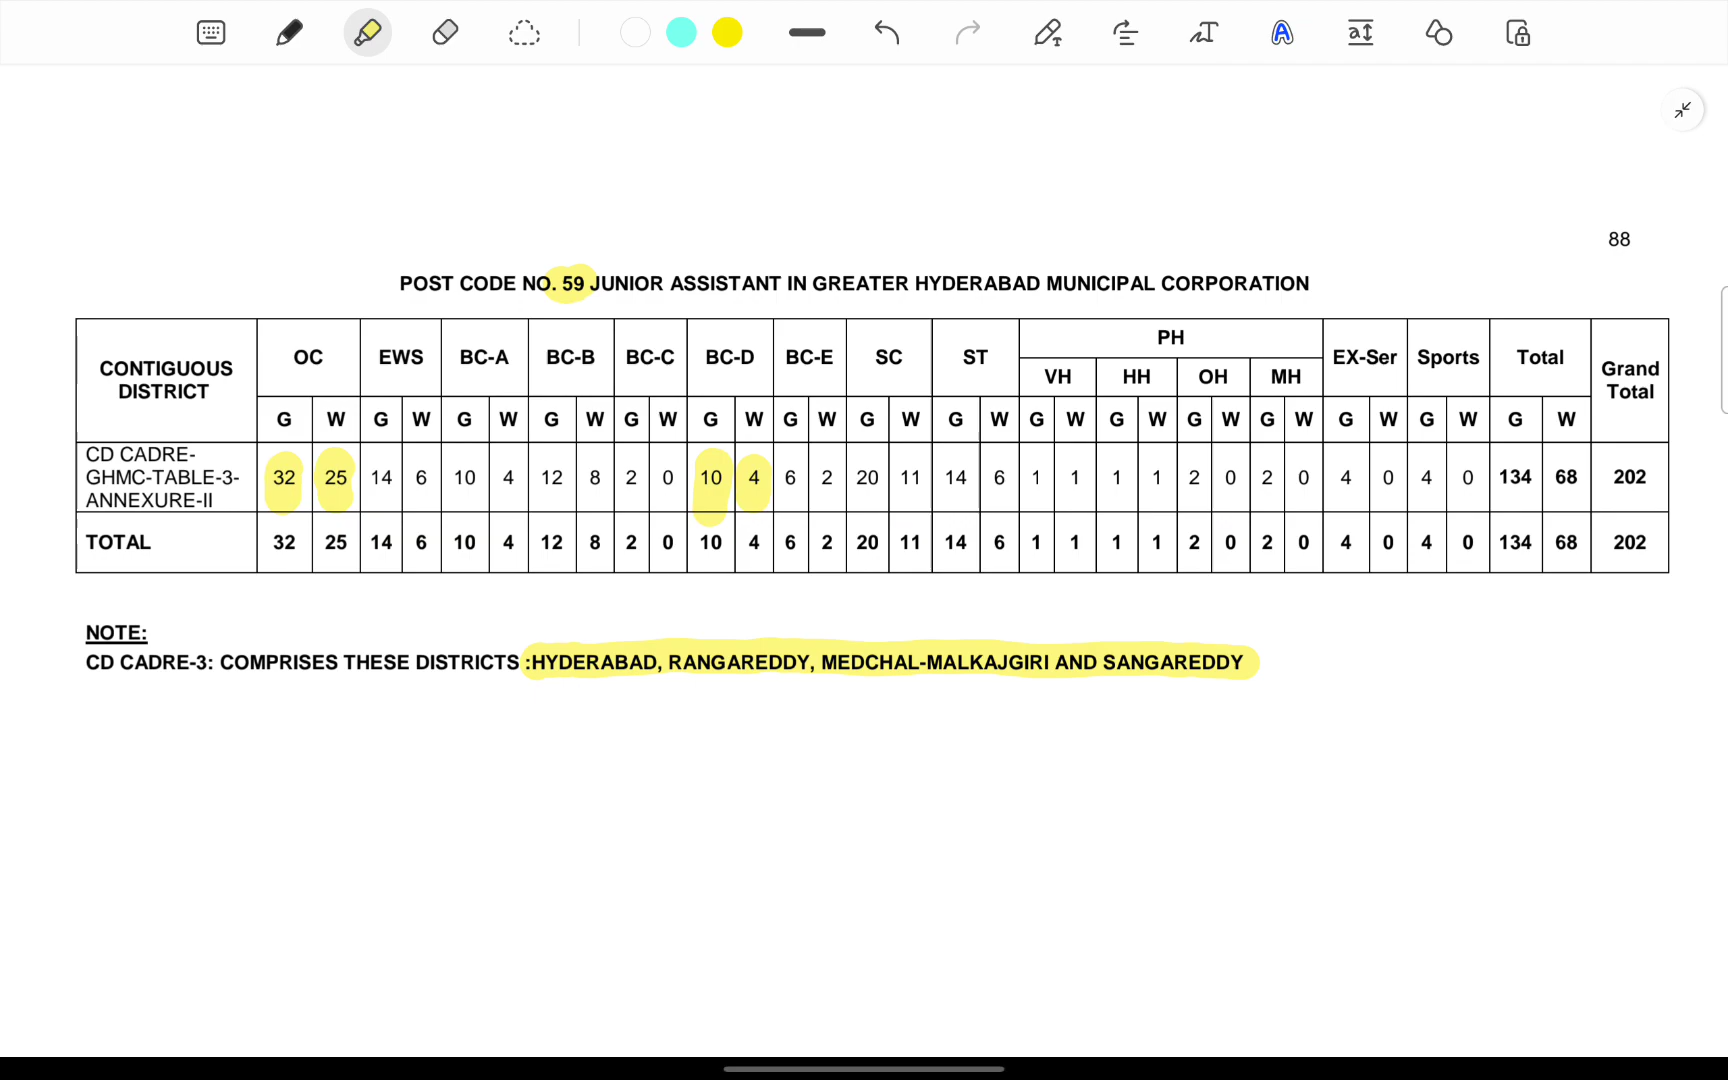 88
POST CODE NO. 59 JUNIOR ASSISTANT IN GREATER HYDERABAD MUNICIPAL CORPORATION
CONTIGUOUS DISTRICT OC EWS BC-A BC-B BC-C BC-D BC-E SC ST PH EX-Ser Sports Total Grand Total
VH HH OH MH
G W G W G W G W G W G W G W G W G W G W G W G W G W G W G W G W
CD CADRE-GHMC-TABLE-3-ANNEXURE-II 32 25 14 6 10 4 12 8 2 0 10 4 6 2 20 11 14 6 1 1 1 1 2 0 2 0 4 0 4 0 134 68 202
TOTAL 32 25 14 6 10 4 12 8 2 0 10 4 6 2 20 11 14 6 1 1 1 1 2 0 2 0 4 0 4 0 134 68 202
NOTE:
CD CADRE-3: COMPRISES THESE DISTRICTS :HYDERABAD, RANGAREDDY, MEDCHAL-MALKAJGIRI AND SANGAREDDY